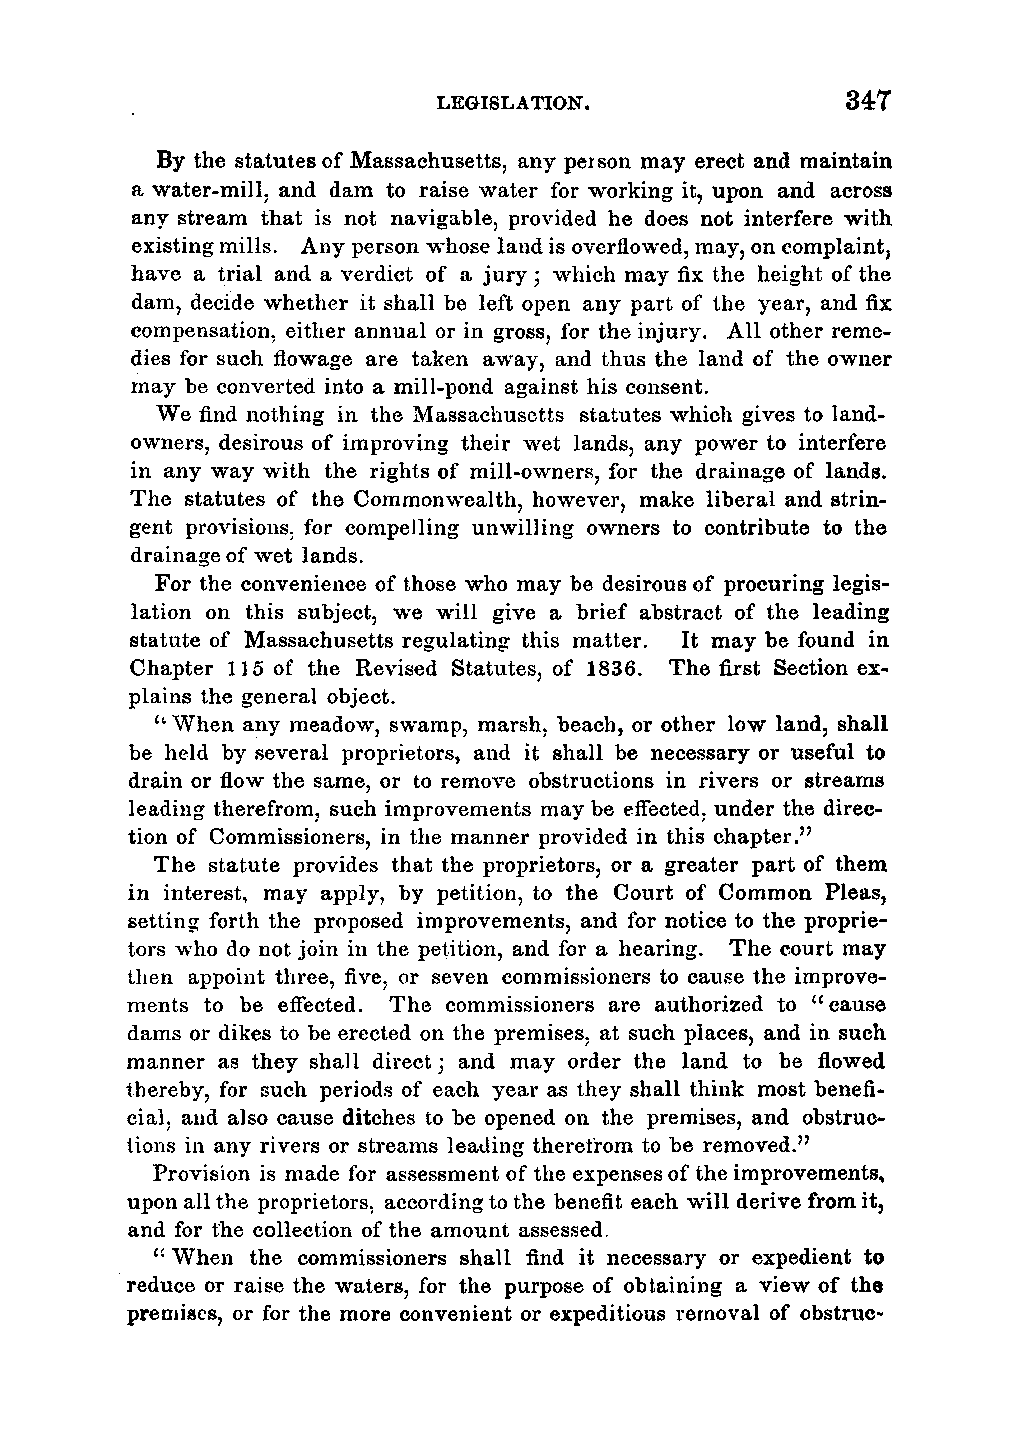 LEGISLATION. 347
By the statutes of Massachusetts, any person may erect and maintain
a water-mill, and dam to raise water for working it, upon and across
any stream that is not navigable, provided he does not interfere with
existing mills. Any person whose land is overflowed, may, on complaint,
have a trial and a verdict of a jury; which may fix the height of the
dam, decide whether it shall be left open any part of the year, and fix
compensation, either annual or in gross, for the injury. All other reme-
dies for such flowage are taken away, and thus the land of the owner
may be converted into a mill-pond against his consent.
We find nothing in the Massachusetts statutes which gives to land-
owners, desirous of improving their wet lands, any power to interfere
in any way with the rights of mill-owners, for the drainage of lands.
The statutes of the Commonwealth, however, make liberal and strin-
gent provisions, for compelling unwilling owners to contribute to the
drainage of wet lands.
For the convenience of those who may be desirous of procuring legis-
lation on this subject, we will give a brief abstract of the leading
statute of Massachusetts regulating this matter. It may be found in
Chapter 115 of the Revised Statutes, of 1836. The first Section ex-
plains the general object.
"When any meadow, swamp, marsh, beach, or other low land, shall
be held by several proprietors, and it shall be necessary or useful to
drain or flow the same, or to remove obstructions in rivers or streams
leading therefrom, such improvements may be effected, under the direc-
tion of Commissioners, in the manner provided in this chapter."
The statute provides that the proprietors, or a greater part of them
in interest, may apply, by petition, to the Court of Common Pleas,
setting forth the proposed improvements, and for notice to the proprie-
tors who do not join in the petition, and for a hearing. The court may
then appoint three, five, or seven commissioners to cause the improve-
ments to be effected. The commissioners are authorized to "cause
dams or dikes to be erected on the premises, at such places, and in such
manner as they shall direct; and may order the land to be flowed
thereby, for such periods of each year as they shall think most benefi-
cial, and also cause ditches to be opened on the premises, and obstruc-
tions in any rivers or streams leading therefrom to be removed."
Provision is made for assessment of the expenses of the improvements,
upon all the proprietors, according to the benefit each will derive from it,
and for the collection of the amount assessed.
"When the commissioners shall find it necessary or expedient to
reduce or raise the waters, for the purpose of obtaining a view of the
premises, or for the more convenient or expeditious removal of obstruc-